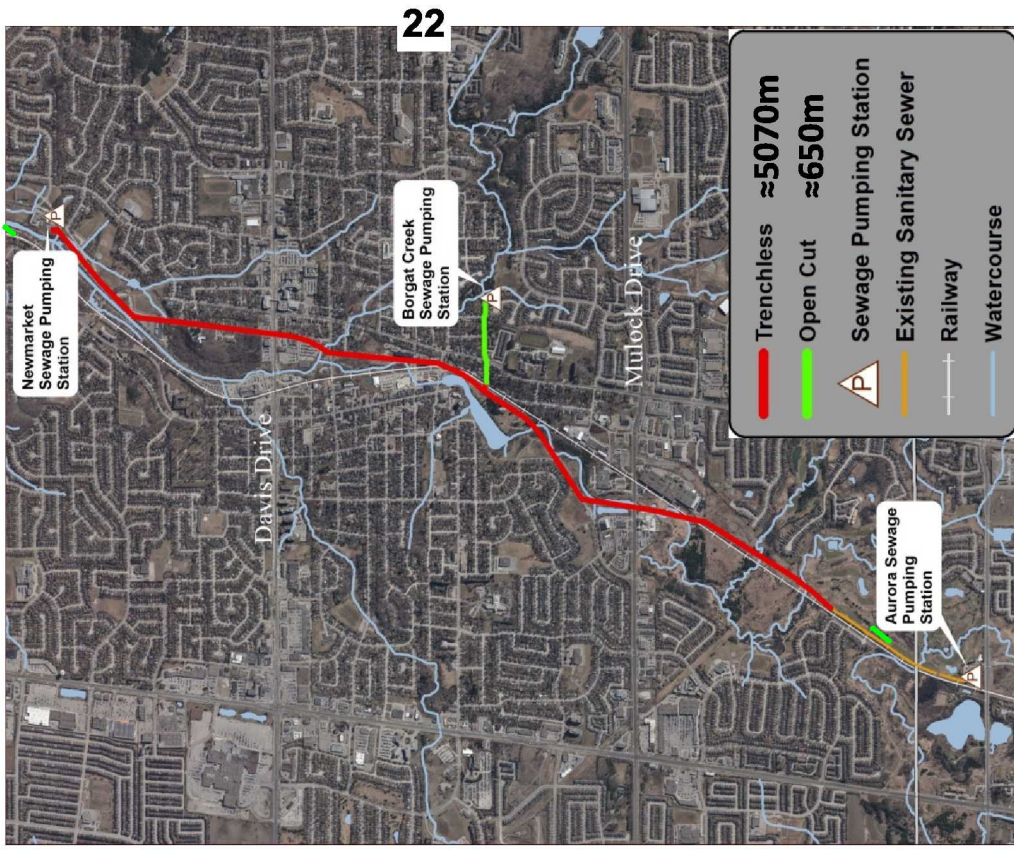 22
Newmarket
Sewage Pumping
Station
Borgat Creek
Sewage Pumping
Station
Davis Drive
Mulock Drive
Aurora Sewage
Pumping
Station
Trenchless ≈5070m
Open Cut ≈650m
P Sewage Pumping Station
Existing Sanitary Sewer
Railway
Watercourse
P
P
P